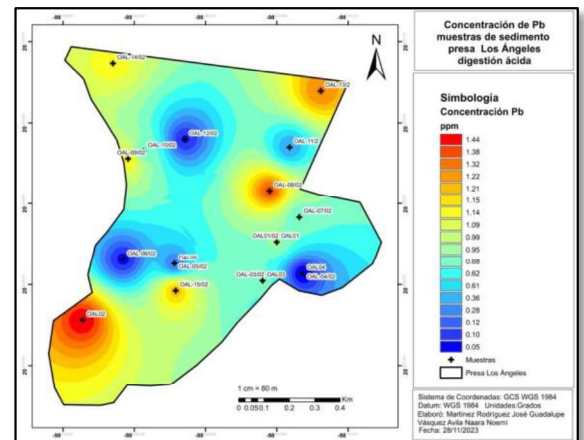 Concentración de Pb
muestras de sedimento
presa Los Ángeles
digestión ácida
N
OAL-14/02
OAL-13/2
OAL-12/02
OAL-10/02
OAL-11/2
OAL-09/02
OAL-08/02
OAL-07/02
OAL01/02 OAL01
OAL-06/02
OAL05
OAL-05/02
OAL-03/02 OAL03
OAL04
OAL-04/02
OAL-15/02
OAL02
1 cm = 80 m
Km
0 0.050.1 0.2 0.3 0.4
Simbología
Concentración Pb
ppm
1.44
1.38
1.32
1.22
1.21
1.15
1.14
1.09
0.99
0.95
0.68
0.62
0.61
0.36
0.28
0.12
0.10
0.05
Muestras
Presa Los Ángeles
Sistema de Coordenadas: GCS WGS 1984
Datum: WGS 1984 Unidades:Grados
Elaboró: Martínez Rodríguez José Guadalupe
Vásquez Avila Naara Noemí
Fecha: 28/11/2023